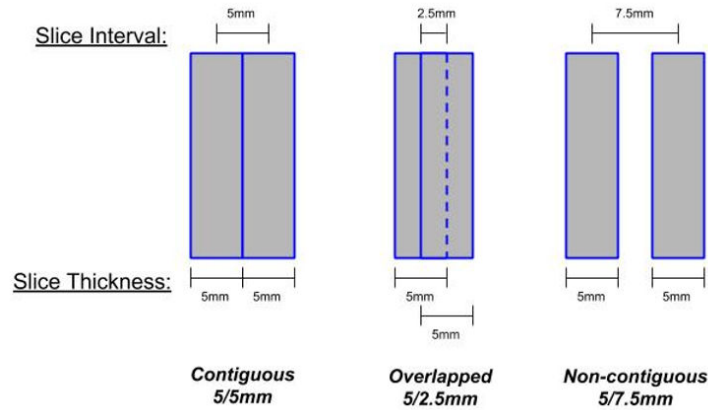 5mm
2.5mm
7.5mm
Slice Interval:
Slice Thickness:
5mm 5mm
5mm
5mm
5mm 5mm
Contiguous
5/5mm
Overlapped
5/2.5mm
Non-contiguous
5/7.5mm